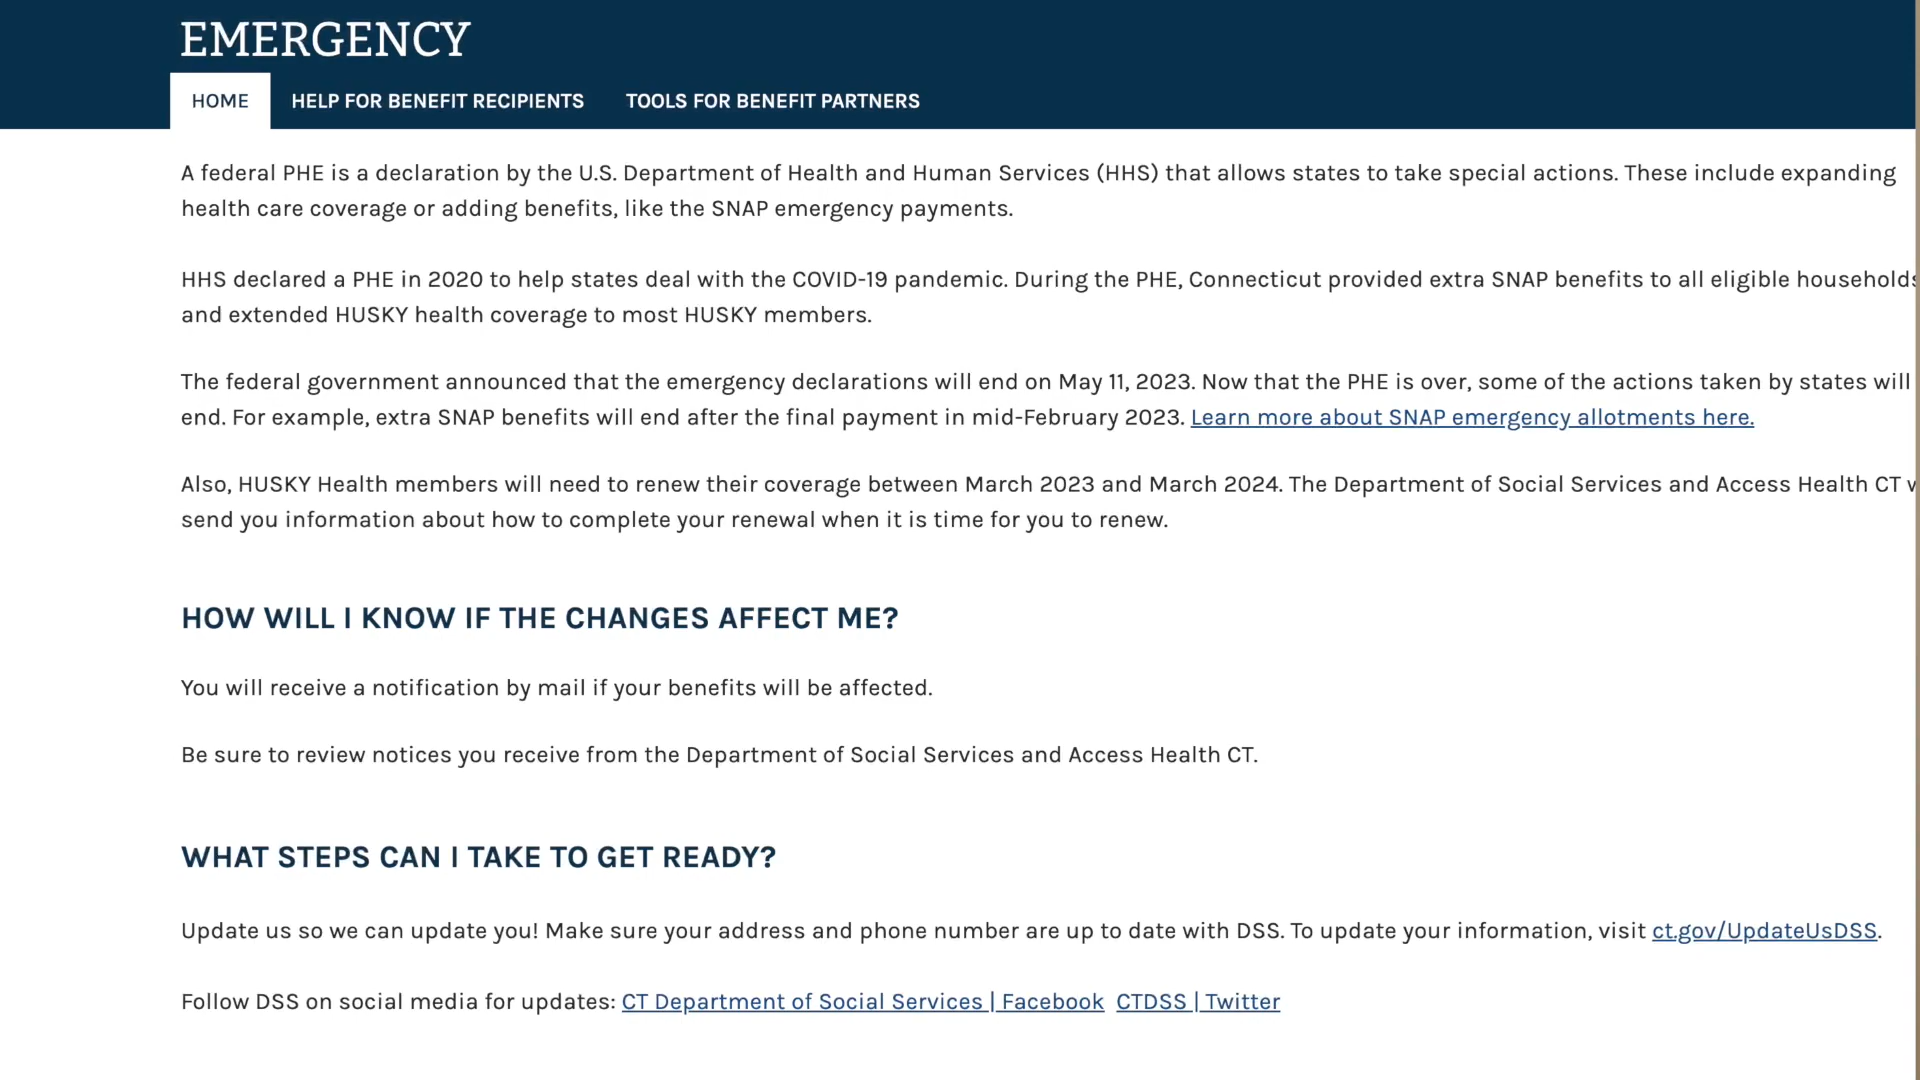 EMERGENCY
HOME HELP FOR BENEFIT RECIPIENTS TOOLS FOR BENEFIT PARTNERS
A federal PHE is a declaration by the U.S. Department of Health and Human Services (HHS) that allows states to take special actions. These include expanding
health care coverage or adding benefits, like the SNAP emergency payments.
HHS declared a PHE in 2020 to help states deal with the COVID-19 pandemic. During the PHE, Connecticut provided extra SNAP benefits to all eligible households
and extended HUSKY health coverage to most HUSKY members.
The federal government announced that the emergency declarations will end on May 11, 2023. Now that the PHE is over, some of the actions taken by states will
end. For example, extra SNAP benefits will end after the final payment in mid-February 2023. Learn more about SNAP emergency allotments here.
Also, HUSKY Health members will need to renew their coverage between March 2023 and March 2024. The Department of Social Services and Access Health CT
send you information about how to complete your renewal when it is time for you to renew.
HOW WILL I KNOW IF THE CHANGES AFFECT ME?
You will receive a notification by mail if your benefits will be affected.
Be sure to review notices you receive from the Department of Social Services and Access Health CT.
WHAT STEPS CAN I TAKE TO GET READY?
Update us so we can update you! Make sure your address and phone number are up to date with DSS. To update your information, visit ct.gov/UpdateUsDSS.
Follow DSS on social media for updates: CT Department of Social Services | Facebook CTDSS | Twitter